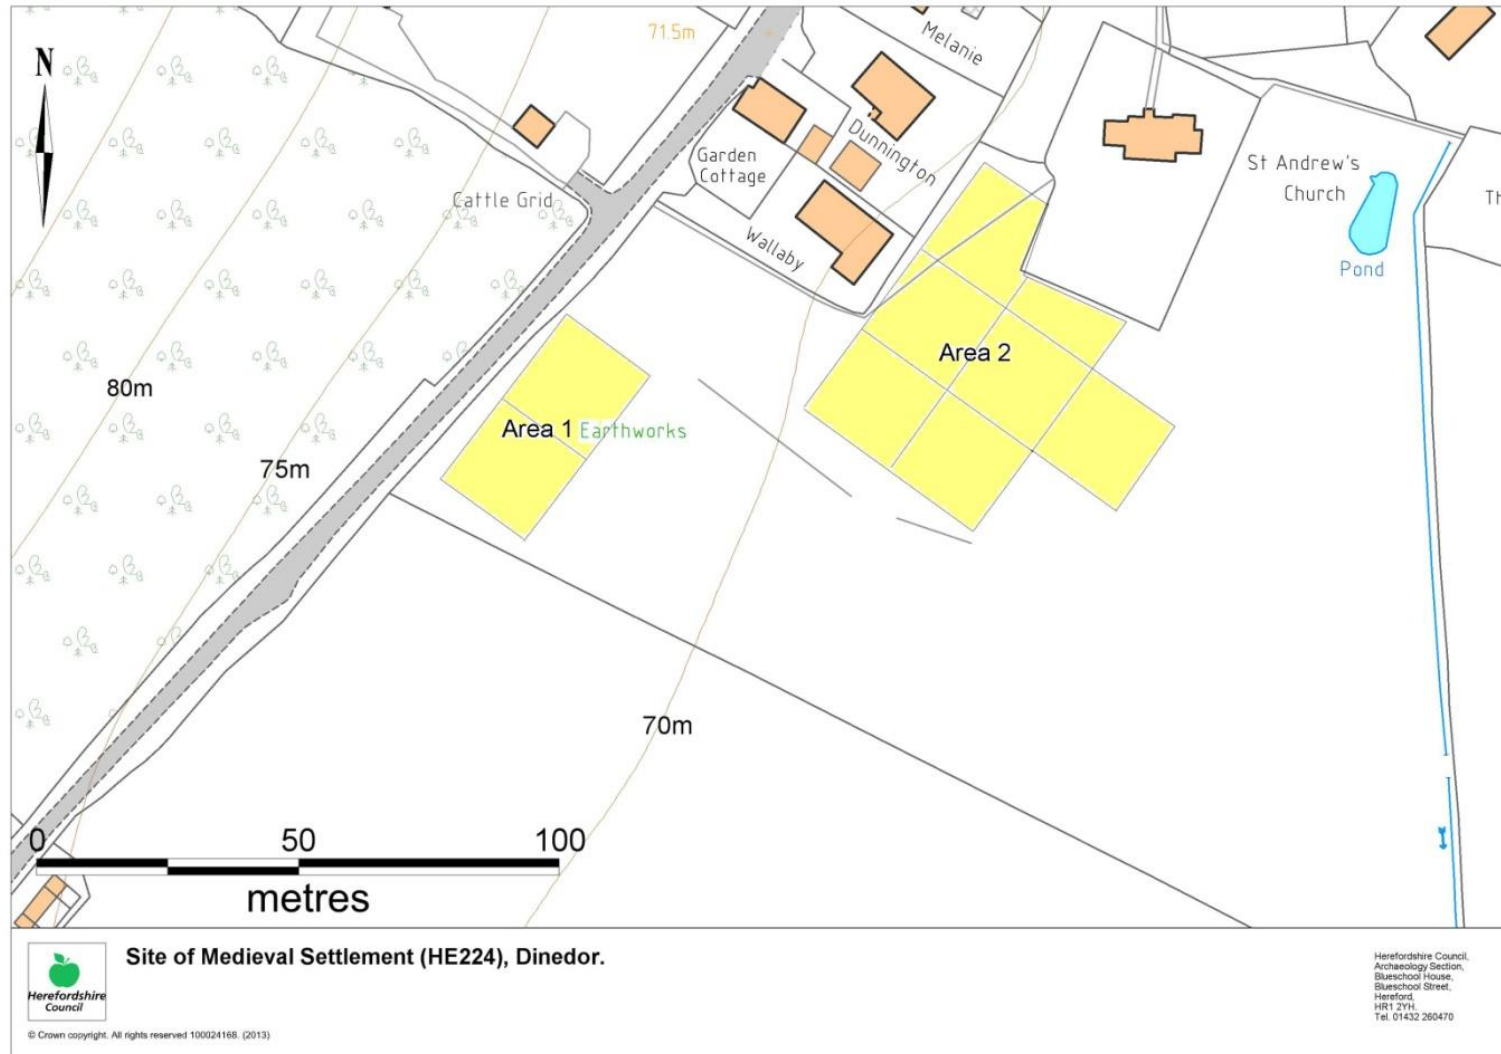 N
71.5m
Melanie
Dunnington
Garden
Cottage
Wallaby
Cattle Grid
St Andrew's
Church
Pond
Area 2
80m
Area 1
Earthworks
75m
70m
0 50 100
metres
Site of Medieval Settlement (HE224), Dinedor.
Herefordshire
Council
© Crown copyright. All rights reserved 100024168. (2013)
Herefordshire Council,
Archaeology Section,
Blueschool House,
Blueschool Street,
Hereford,
HR1 2YH.
Tel. 01432 260470